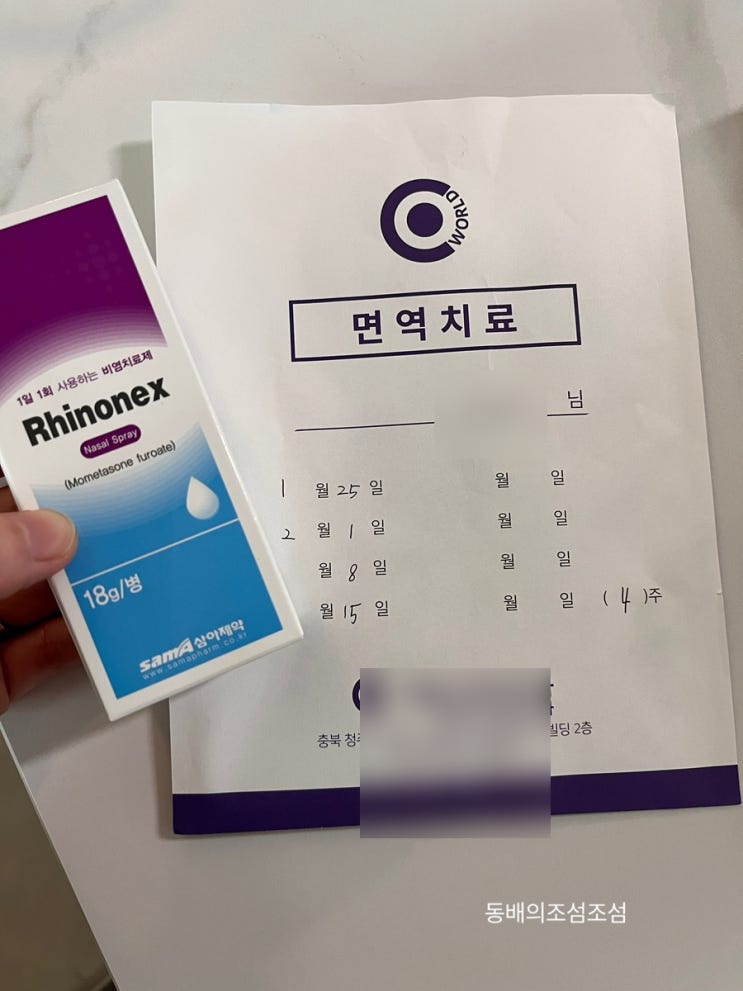 1일 1회 사용하는 비염치료제
Rhinonex
Nasal Spray
(Mometasone furoate)
18g/병
samA 삼아제약
www.samapharm.co.kr
WORLD
면역치료
님
1 월 25 일 월 일
2 월 1 일 월 일
월 8 일 월 일
월 15 일 월 일 ( 4 )주
충북 청주
빌딩 2층
동배의조섬조섬